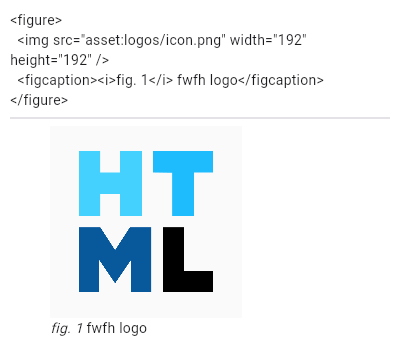 <figure>
  <img src="asset:logos/icon.png" width="192"
height="192" />
  <figcaption><i>fig. 1</i> fwfh logo</figcaption>
</figure>
HT
ML
fig. 1 fwfh logo